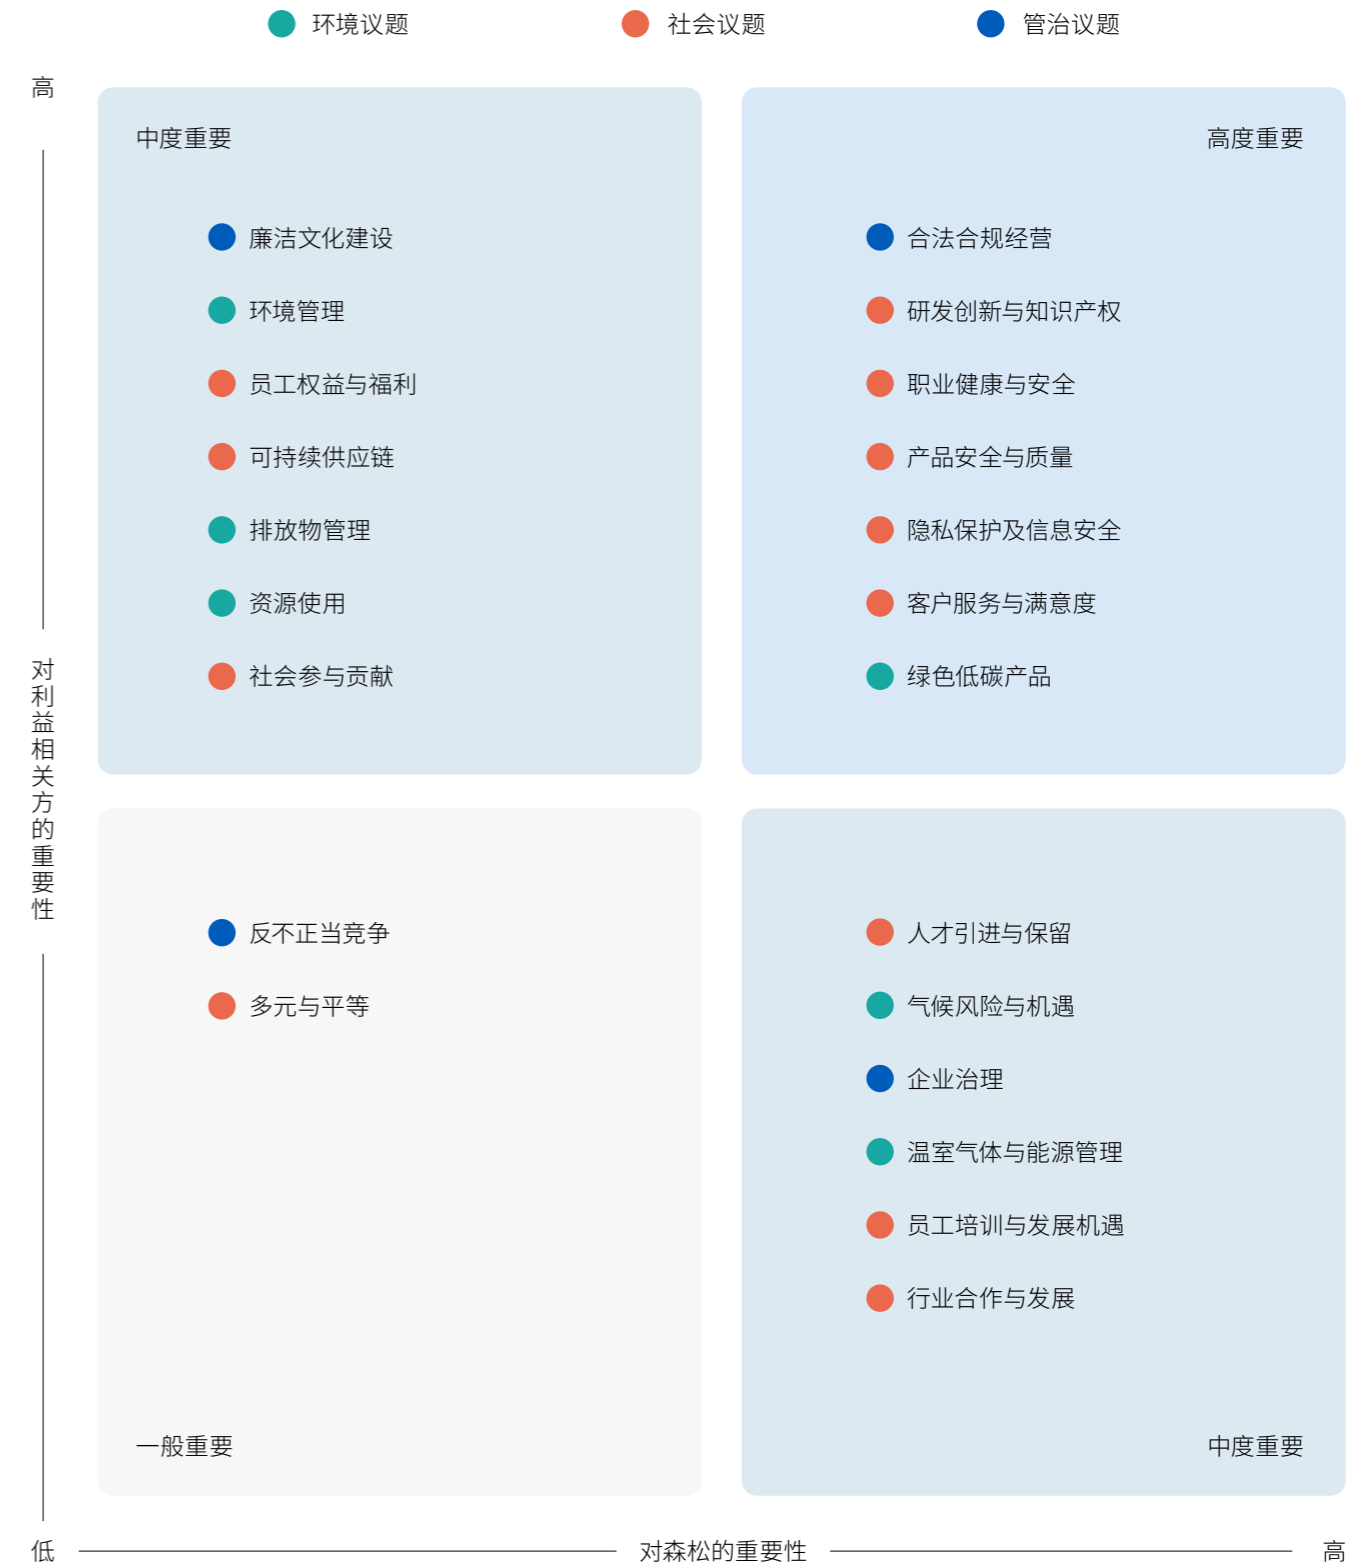 环境议题
社会议题
管治议题
高
中度重要
廉洁文化建设
环境管理
员工权益与福利
可持续供应链
排放物管理
资源使用
社会参与贡献
高度重要
合法合规经营
研发创新与知识产权
职业健康与安全
产品安全与质量
隐私保护及信息安全
客户服务与满意度
绿色低碳产品
对利益相关方的重要性
反不正当竞争
多元与平等
一般重要
人才引进与保留
气候风险与机遇
企业治理
温室气体与能源管理
员工培训与发展机遇
行业合作与发展
中度重要
低
对森松的重要性
高